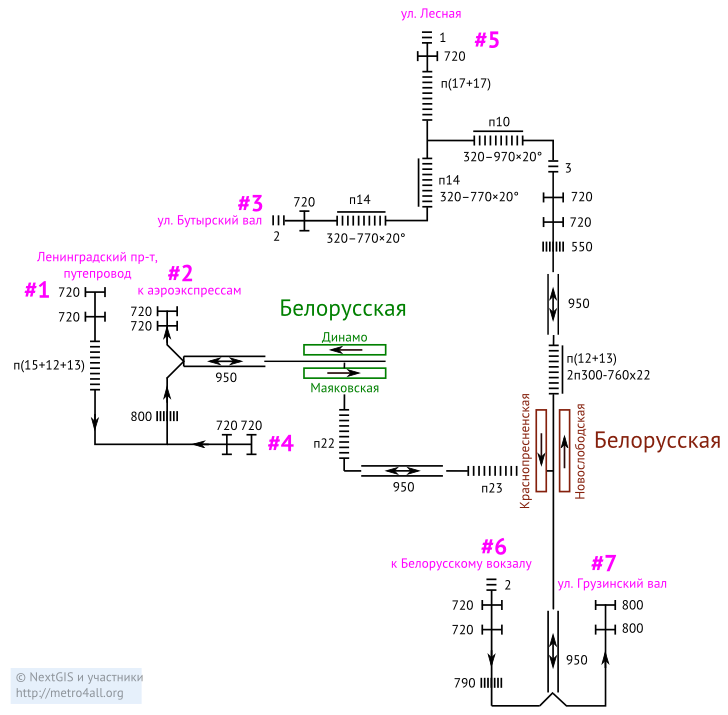 ул. Лесная
1
#5
720
п(17+17)
п10
320–970×20°
3
п14
320–770×20°
#3
720
п14
ул. Бутырский вал
2
320–770×20°
720
720
550
Ленинградский пр-т,
путепровод
#1
720
720
#2
к аэроэкспрессам
720
720
Белорусская
Динамо
950
Маяковская
950
п(12+13)
2п300-760x22
п(15+12+13)
800
720 720
#4
п22
950
п23
Краснопресненская
Новослободская
Белорусская
#6
к Белорусскому вокзалу
2
720
720
790
#7
ул. Грузинский вал
800
800
950
© NextGIS и участники
http://metro4all.org